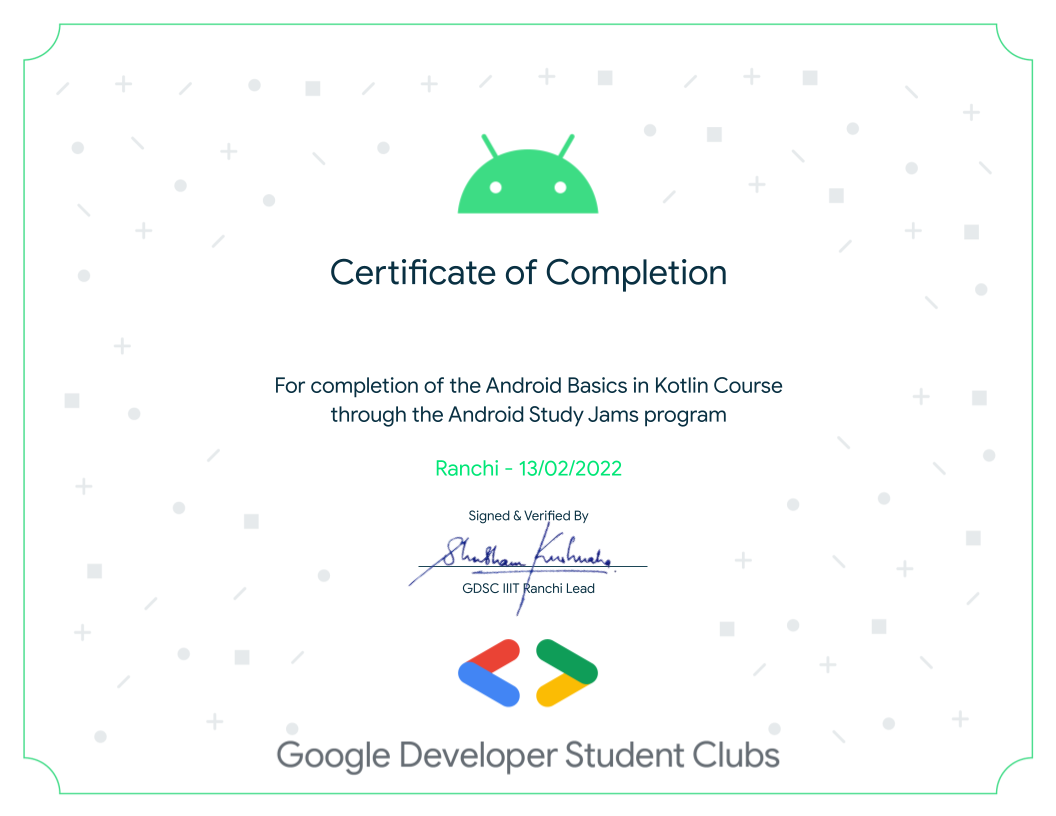 Certificate of Completion
For completion of the Android Basics in Kotlin Course
through the Android Study Jams program
Ranchi - 13/02/2022
Signed & Verified By
Shubham Kushwaha
GDSC IIIT Ranchi Lead
Google Developer Student Clubs